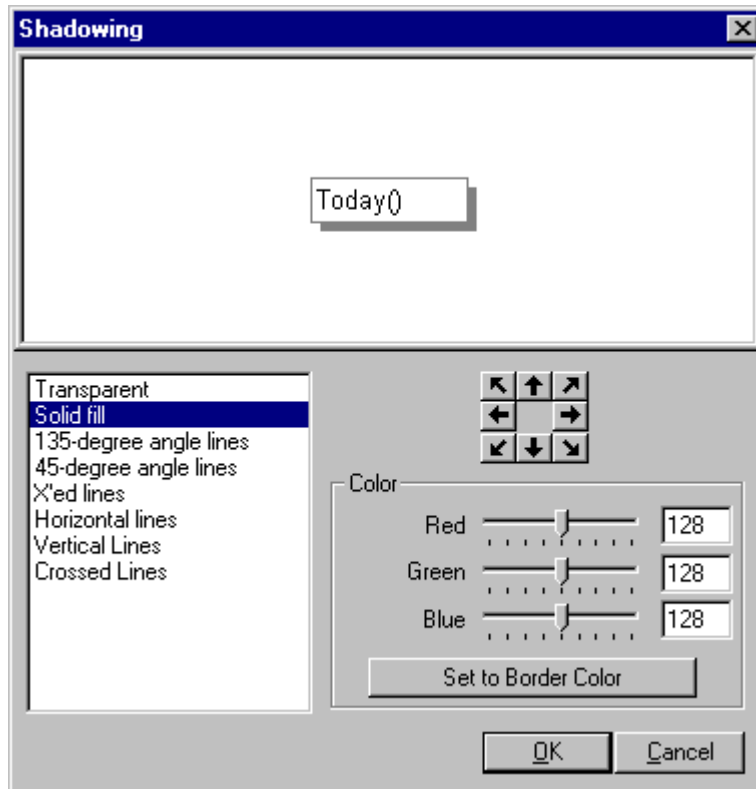 Shadowing
Today()
Transparent
Solid fill
135-degree angle lines
45-degree angle lines
X'ed lines
Horizontal lines
Vertical Lines
Crossed Lines
Color
Red 128
Green 128
Blue 128
Set to Border Color
OK Cancel